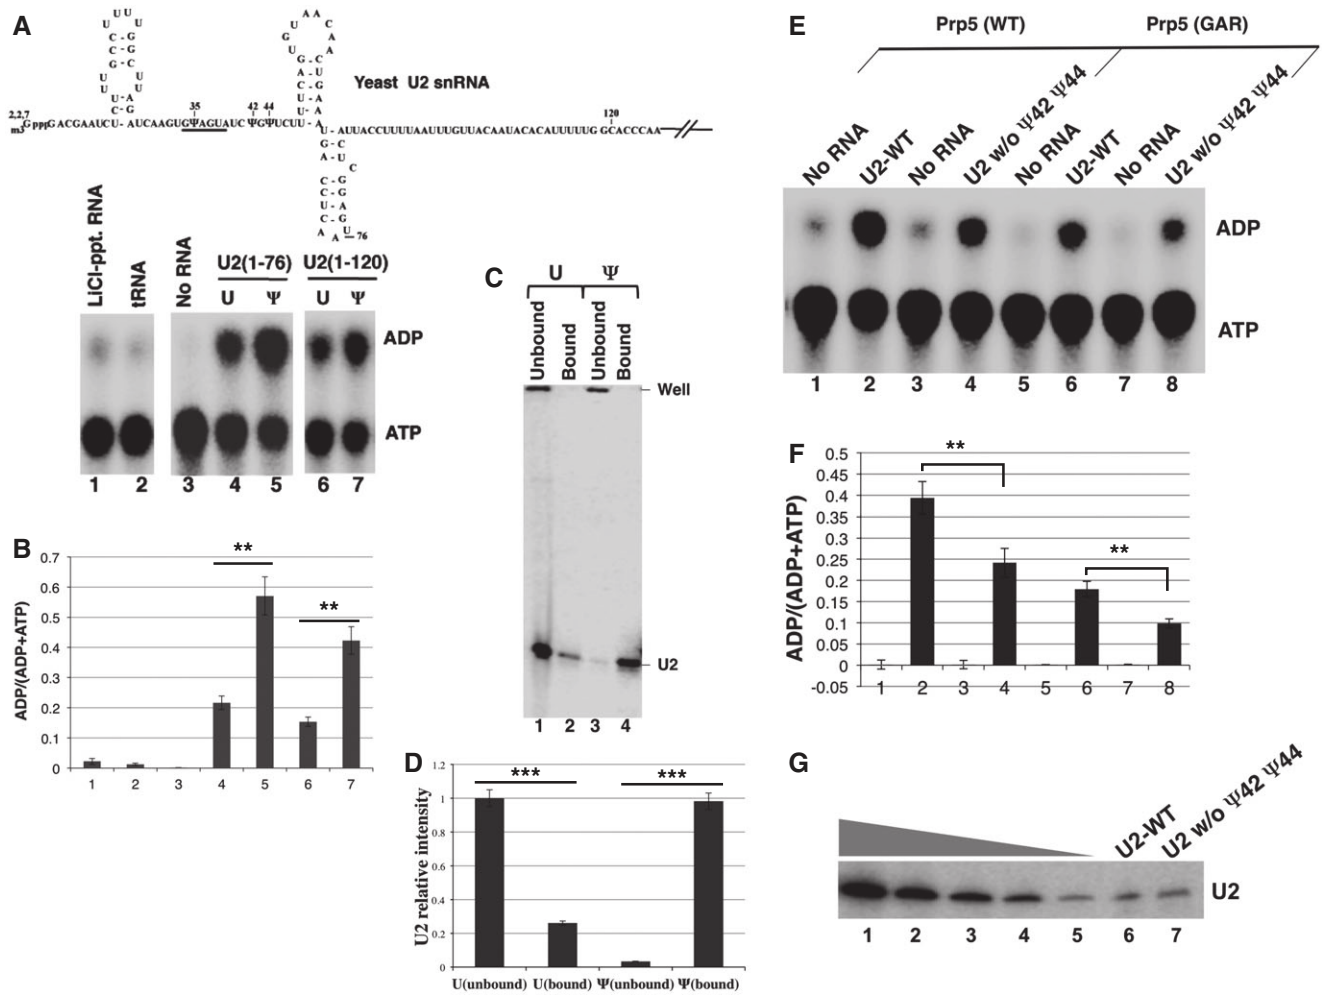 A
Yeast U2 snRNA
2,2,7
m3GpppGACGAAUCU-AUCAAGUGΨAGUAUCΨGΨUCUU
35
42 44
120
AUUACCUUUUAAUUUGUUACAAUACACAUUUUUGGCACCCAA
76
LiCl-ppt. RNA
tRNA
No RNA
U2(1-76)
U Ψ
U2(1-120)
U Ψ
ADP
ATP
1 2 3 4 5 6 7
B
ADP/(ADP+ATP)
0.7
0.6
0.5
0.4
0.3
0.2
0.1
0
** **
1 2 3 4 5 6 7
C
U Ψ
Unbound
Bound
Unbound
Bound
Well
U2
1 2 3 4
D
U2 relative intensity
1.2
1
0.8
0.6
0.4
0.2
0
*** ***
U(unbound) U(bound) Ψ(unbound) Ψ(bound)
E
Prp5 (WT) Prp5 (GAR)
No RNA
U2-WT
No RNA
U2 w/o Ψ42 Ψ44
No RNA
U2-WT
No RNA
U2 w/o Ψ42 Ψ44
ADP
ATP
1 2 3 4 5 6 7 8
F
ADP/(ADP+ATP)
0.5
0.45
0.4
0.35
0.3
0.25
0.2
0.15
0.1
0.05
0
-0.05
** **
1 2 3 4 5 6 7 8
G
U2-WT
U2 w/o Ψ42 Ψ44
U2
1 2 3 4 5 6 7